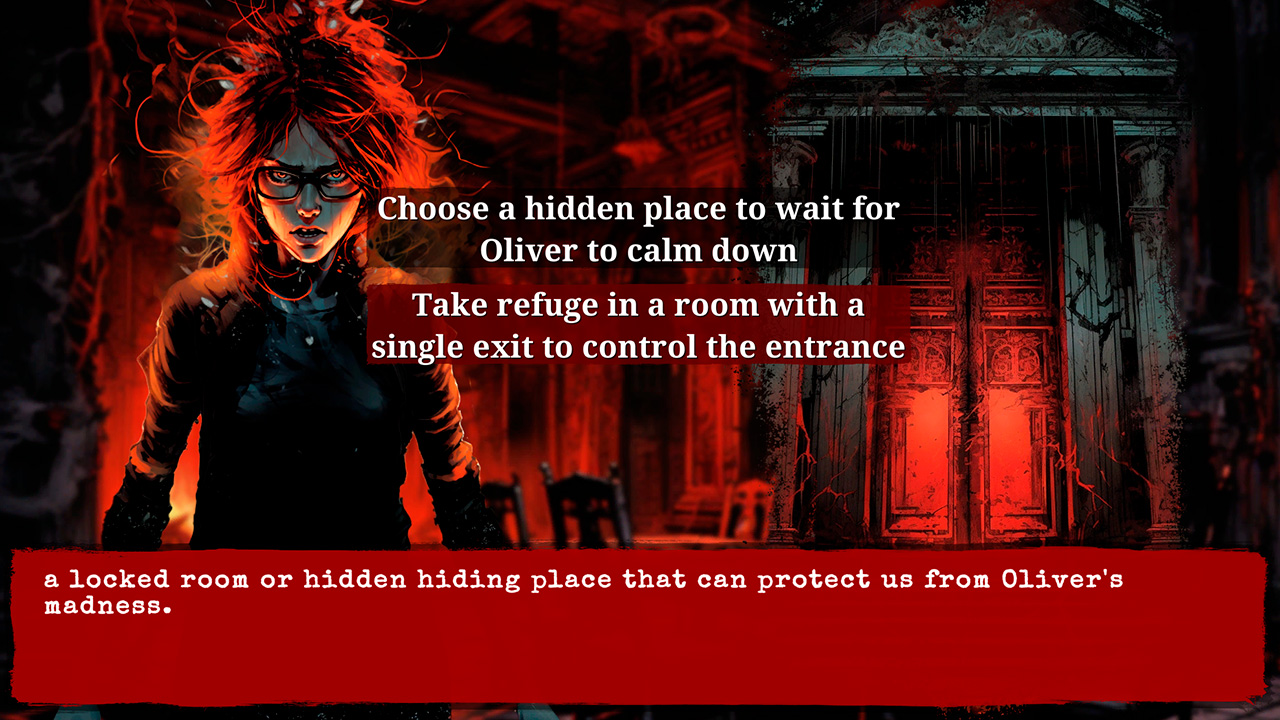 Choose a hidden place to wait for
Oliver to calm down
Take refuge in a room with a
single exit to control the entrance
a locked room or hidden hiding place that can protect us from Oliver's
madness.